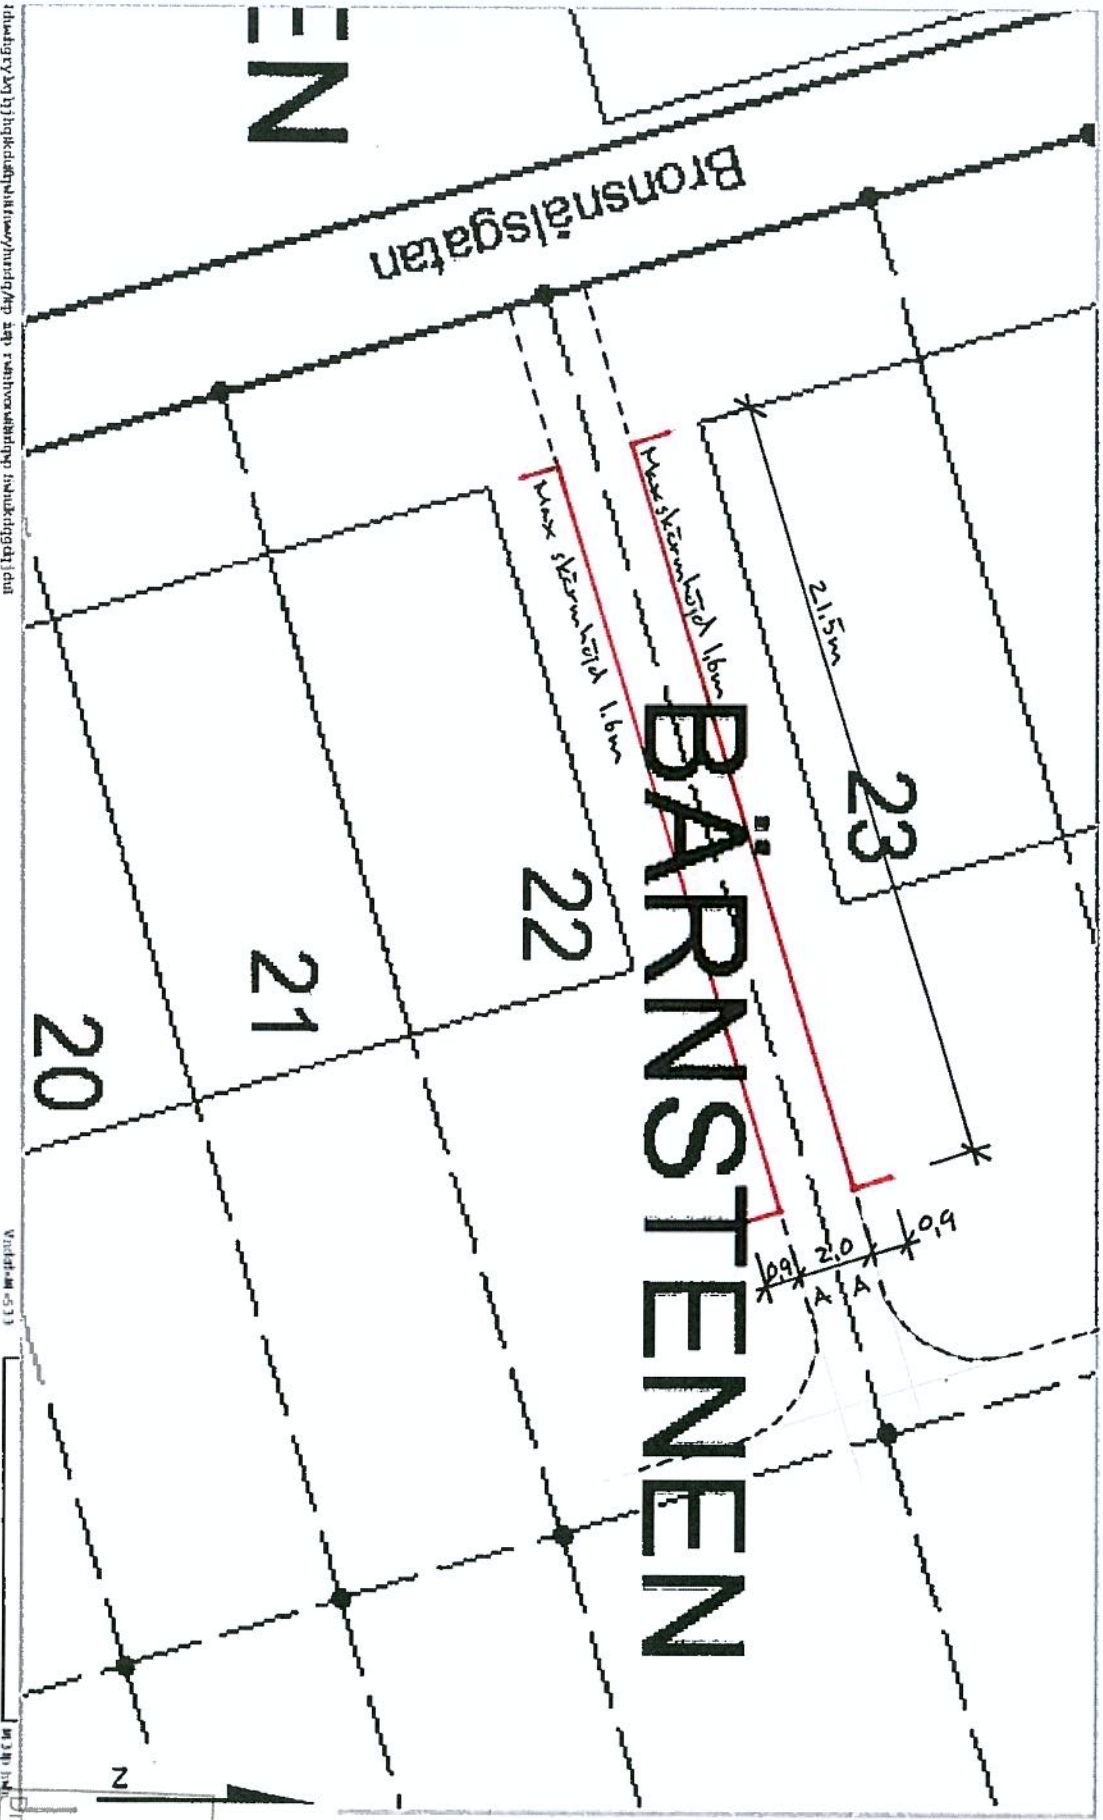 EN
Bronsnålsgatan
Max skärmhöjd 1,6m
Max skärmhöjd 1.6m
21,5m
23
BÄRNSTENEN
22
21
20
0,9
2,0
0,9
A
A
N